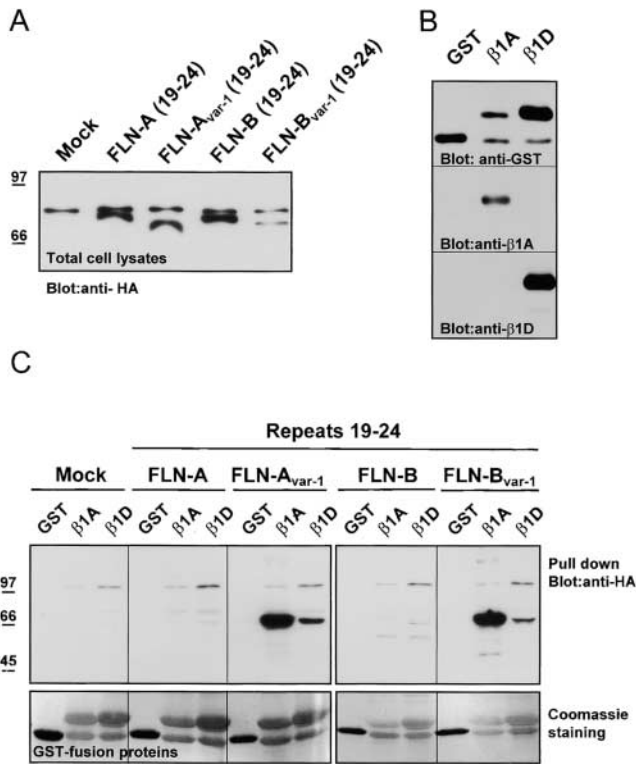 A
Mock
FLN-A (19-24)
FLN-Avar-1 (19-24)
FLN-B (19-24)
FLN-Bvar-1 (19-24)
97
66
Total cell lysates
Blot:anti- HA
B
GST
β1A
β1D
Blot: anti-GST
Blot:anti-β1A
Blot:anti-β1D
C
Repeats 19-24
Mock FLN-A FLN-Avar-1 FLN-B FLN-Bvar-1
GST β1A β1D GST β1A β1D GST β1A β1D GST β1A β1D GST β1A β1D
97
66
45
Pull down
Blot:anti-HA
GST-fusion proteins
Coomassie
staining